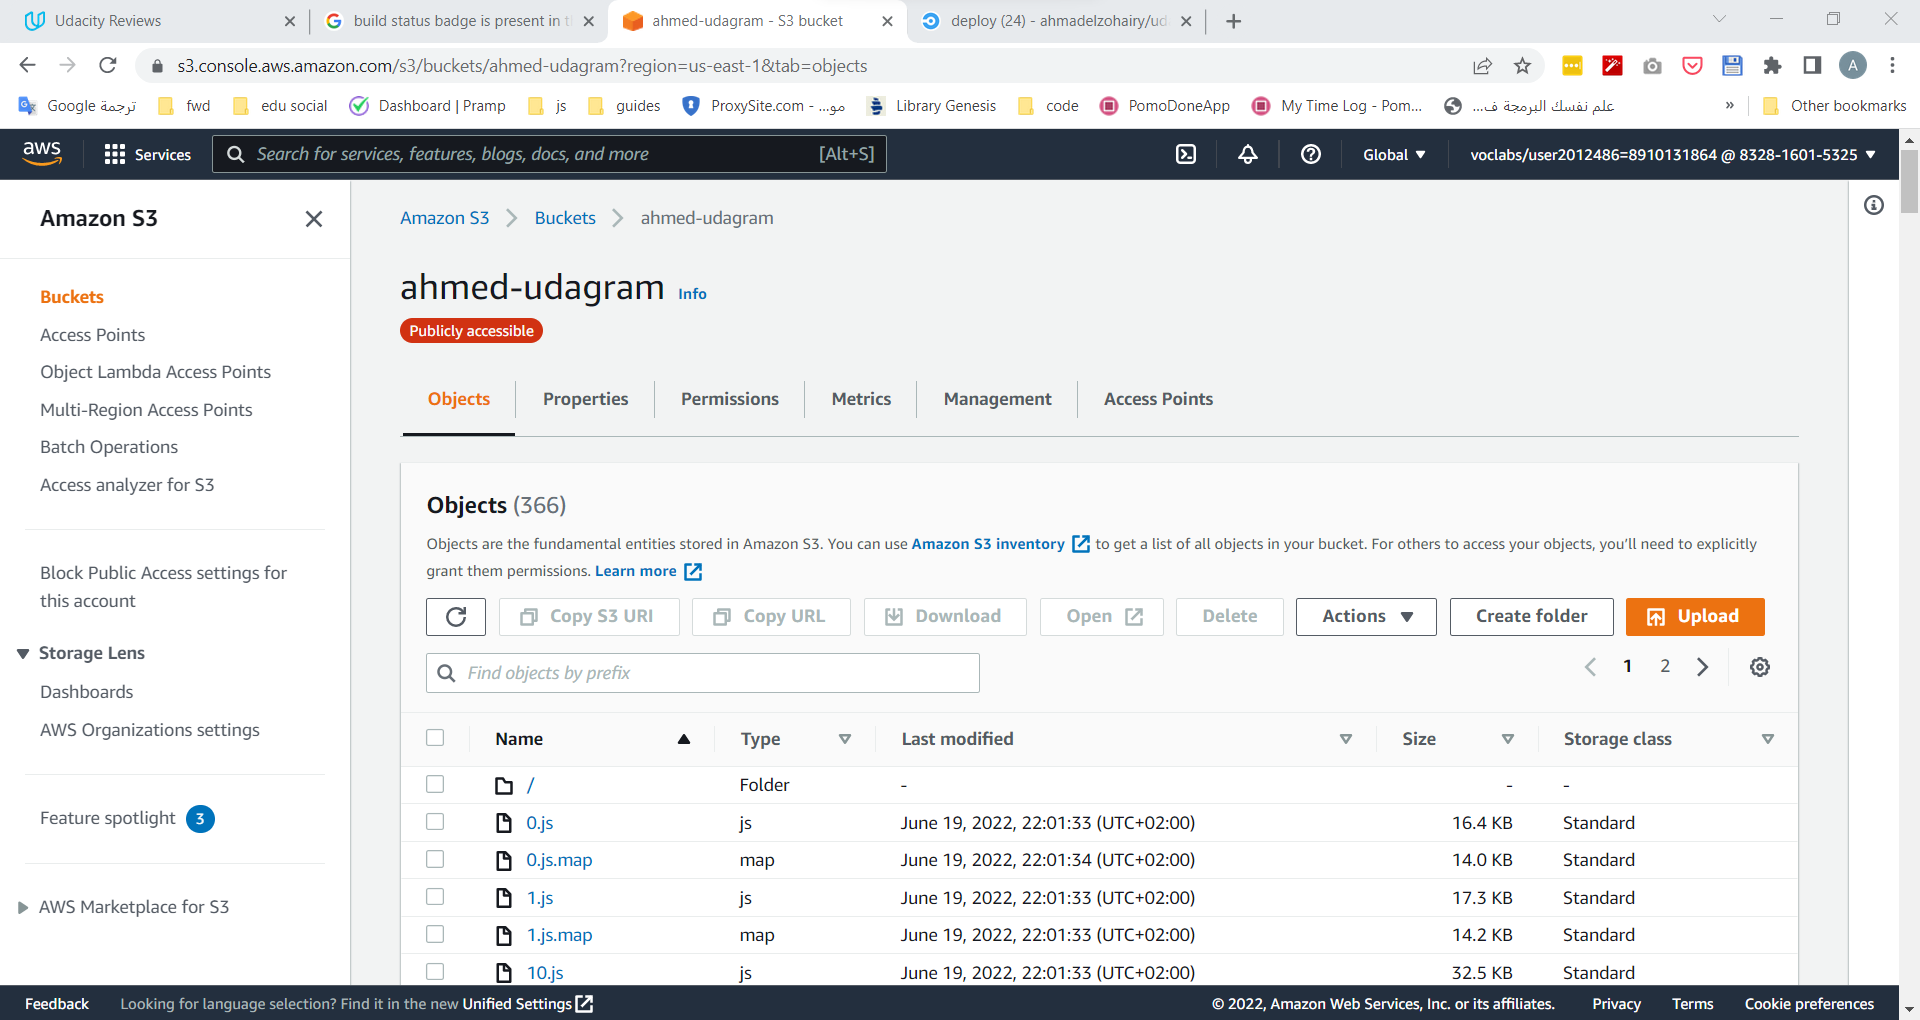 Udacity Reviews
build status badge is present in t
ahmed-udagram - S3 bucket
deploy (24) - ahmadelzohairy/ud
s3.console.aws.amazon.com/s3/buckets/ahmed-udagram?region=us-east-1&tab=objects
A
Google ترجمة
fwd
edu social
Dashboard | Pramp
js
guides
ProxySite.com - ...مو
Library Genesis
code
PomoDoneApp
My Time Log - Pom...
علم نفسك البرمجة ف...
»
Other bookmarks
aws
Services
Search for services, features, blogs, docs, and more
[Alt+S]
Global
voclabs/user2012486=8910131864 @ 8328-1601-5325
Amazon S3
Buckets
Access Points
Object Lambda Access Points
Multi-Region Access Points
Batch Operations
Access analyzer for S3
Block Public Access settings for
this account
Storage Lens
Dashboards
AWS Organizations settings
Feature spotlight 3
AWS Marketplace for S3
Amazon S3 > Buckets > ahmed-udagram
ahmed-udagram Info
Publicly accessible
Objects
Properties
Permissions
Metrics
Management
Access Points
Objects (366)
Objects are the fundamental entities stored in Amazon S3. You can use Amazon S3 inventory to get a list of all objects in your bucket. For others to access your objects, you'll need to explicitly
grant them permissions. Learn more
Copy S3 URI
Copy URL
Download
Open
Delete
Actions
Create folder
Upload
Find objects by prefix
1 2
Name Type Last modified Size Storage class
/ Folder - - -
0.js js June 19, 2022, 22:01:33 (UTC+02:00) 16.4 KB Standard
0.js.map map June 19, 2022, 22:01:34 (UTC+02:00) 14.0 KB Standard
1.js js June 19, 2022, 22:01:33 (UTC+02:00) 17.3 KB Standard
1.js.map map June 19, 2022, 22:01:33 (UTC+02:00) 14.2 KB Standard
10.js js June 19, 2022, 22:01:33 (UTC+02:00) 32.5 KB Standard
Feedback
Looking for language selection? Find it in the new Unified Settings
© 2022, Amazon Web Services, Inc. or its affiliates.
Privacy
Terms
Cookie preferences